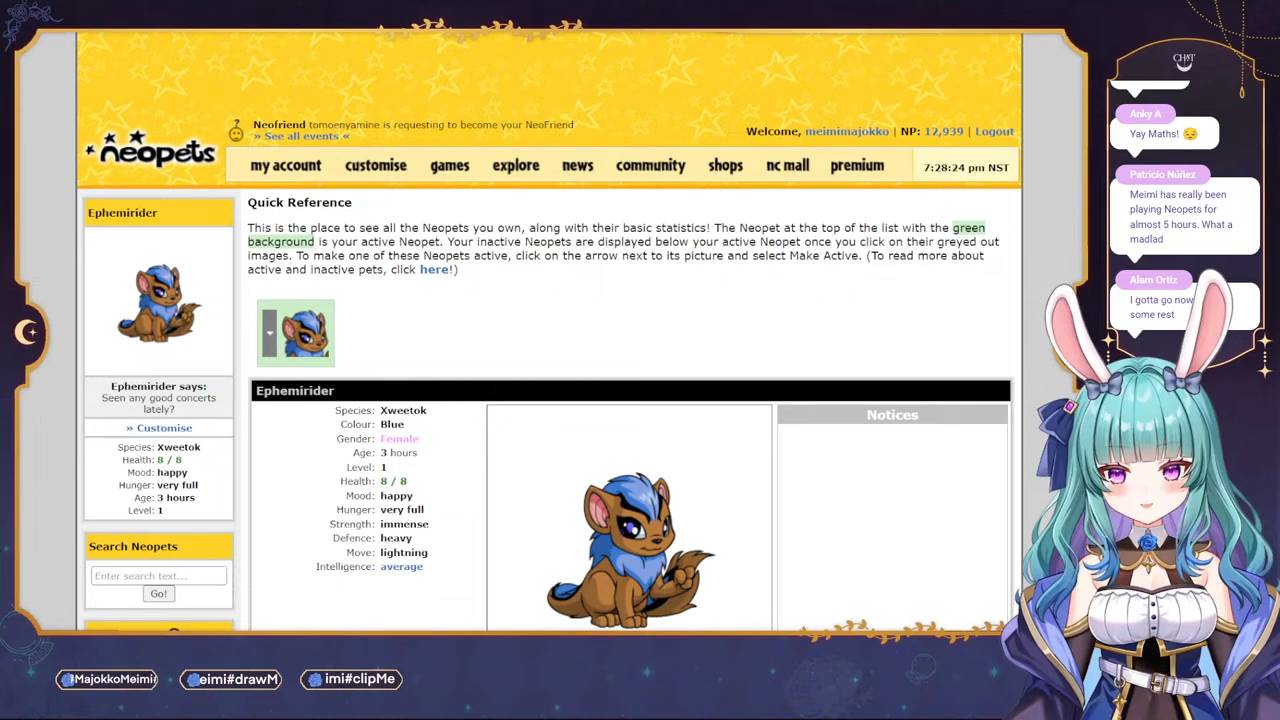 Neofriend tomoenyamine is requesting to become your NeoFriend
» See all events «
Welcome, meimimajokko | NP: 12,939 | Logout
neopets
my account customise games explore news community shops nc mall premium 7:28:24 pm NST
Ephemirider
Ephemirider says:
Seen any good concerts
lately?
» Customise
Species: Xweetok
Health: 8 / 8
Mood: happy
Hunger: very full
Age: 3 hours
Level: 1
Search Neopets
Enter search text...
Go!
Quick Reference
This is the place to see all the Neopets you own, along with their basic statistics! The Neopet at the top of the list with the green
background is your active Neopet. Your inactive Neopets are displayed below your active Neopet once you click on their greyed out
images. To make one of these Neopets active, click on the arrow next to its picture and select Make Active. (To read more about
active and inactive pets, click here!)
Ephemirider
Species: Xweetok
Colour: Blue
Gender: Female
Age: 3 hours
Level: 1
Health: 8 / 8
Mood: happy
Hunger: very full
Strength: immense
Defence: heavy
Move: lightning
Intelligence: average
Notices
CHAT
Anky A
Yay Maths! 😔
Patricio Núñez
Meimi has really been
playing Neopets for
almost 5 hours. What a
madlad
Alam Ortiz
I gotta go now
some rest
#MajokkoMeimi
eimi#drawM
imi#clipMe